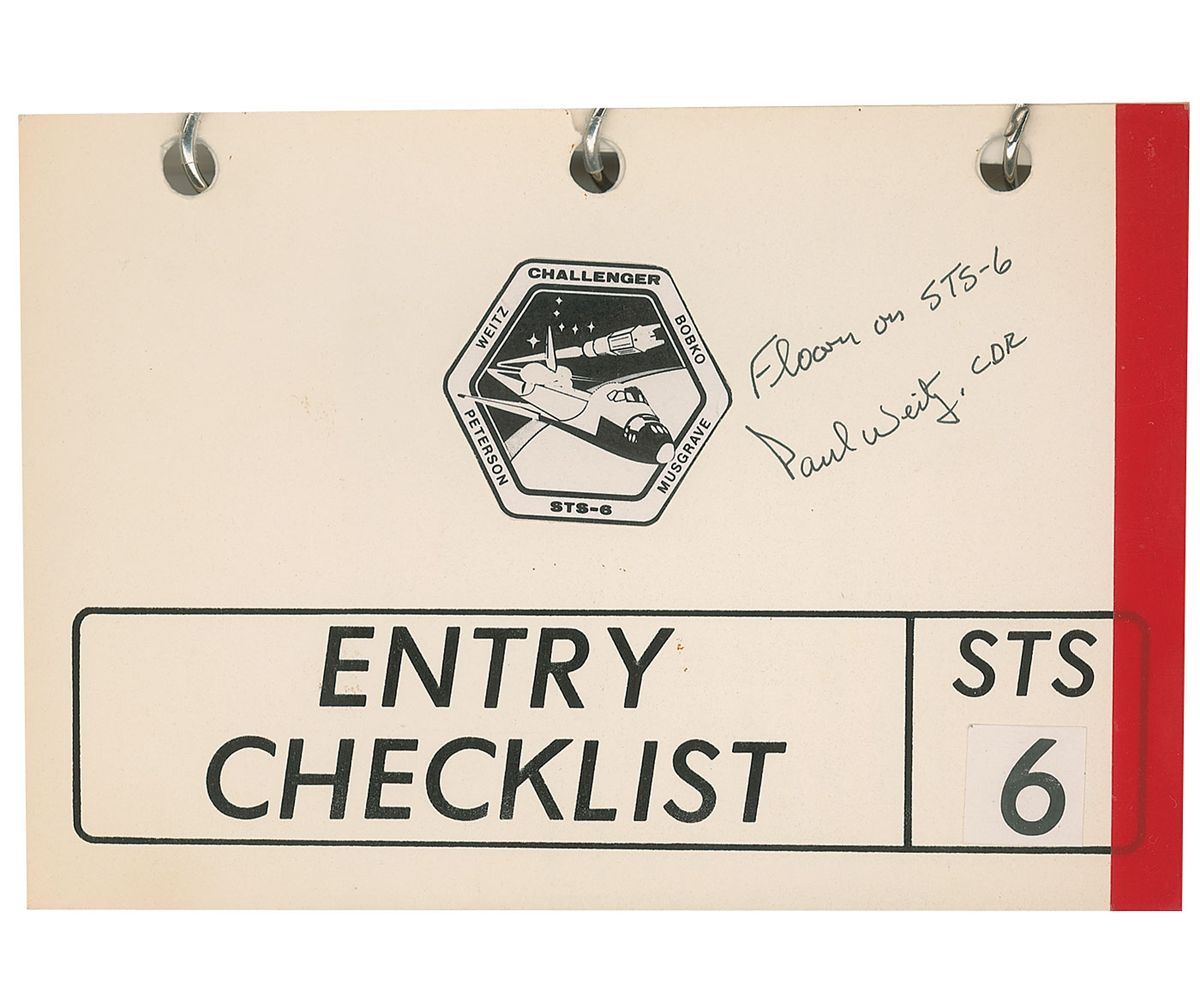 CHALLENGER
WEITZ
BOBKO
PETERSON
MUSGRAVE
STS-6
Flown on STS-6
Paul Weitz, CDR
ENTRY
CHECKLIST
STS
6